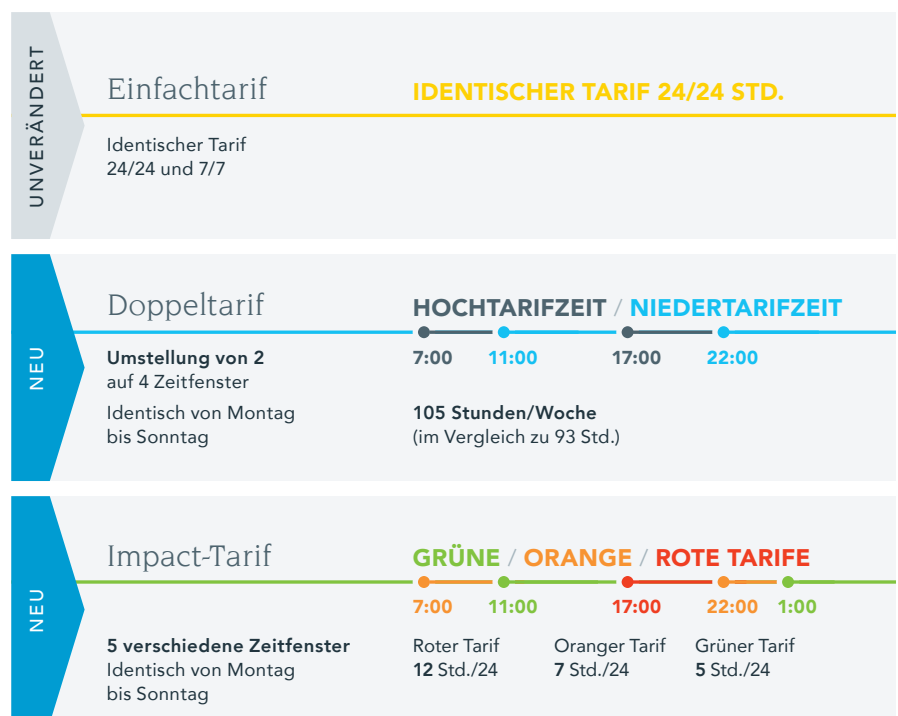 UNVERÄNDERT
Einfachtarif
IDENTISCHER TARIF 24/24 STD.
Identischer Tarif
24/24 und 7/7
NEU
Doppeltarif
HOCHTARIFZEIT / NIEDERTARIFZEIT
7:00 11:00 17:00 22:00
Umstellung von 2
auf 4 Zeitfenster
Identisch von Montag
bis Sonntag
105 Stunden/Woche
(im Vergleich zu 93 Std.)
NEU
Impact-Tarif
GRÜNE / ORANGE / ROTE TARIFE
7:00 11:00 17:00 22:00 1:00
5 verschiedene Zeitfenster
Identisch von Montag
bis Sonntag
Roter Tarif
12 Std./24
Oranger Tarif
7 Std./24
Grüner Tarif
5 Std./24